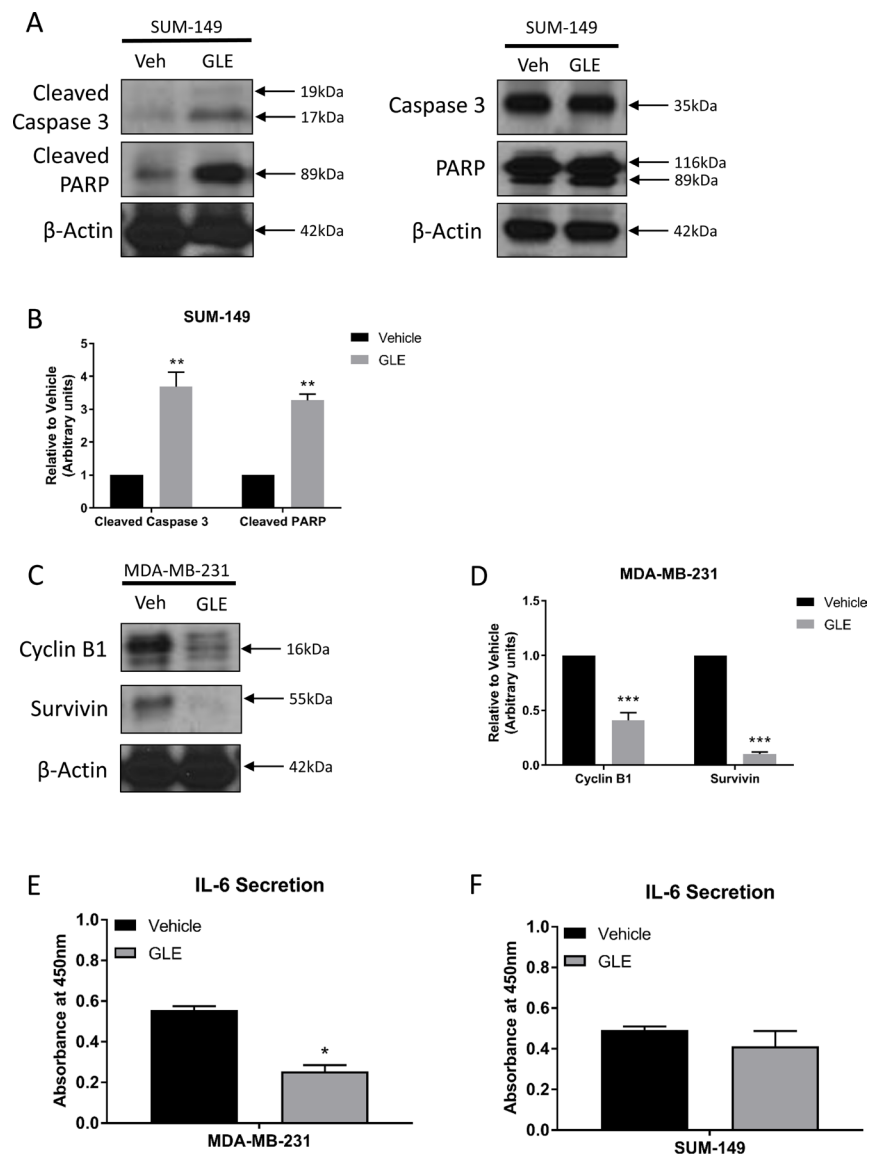 A
SUM-149
Veh GLE
Cleaved
Caspase 3
19kDa
17kDa
Cleaved
PARP
89kDa
β-Actin
42kDa
SUM-149
Veh GLE
Caspase 3
35kDa
PARP
116kDa
89kDa
β-Actin
42kDa
B
SUM-149
Vehicle
GLE
Relative to Vehicle
(Arbitrary units)
5
4
3
2
1
0
**
**
Cleaved Caspase 3
Cleaved PARP
C
MDA-MB-231
Veh GLE
Cyclin B1
16kDa
Survivin
55kDa
β-Actin
42kDa
D
MDA-MB-231
Vehicle
GLE
Relative to Vehicle
(Arbitrary units)
1.5
1.0
0.5
0.0
***
***
Cyclin B1
Survivin
E
IL-6 Secretion
Vehicle
GLE
Absorbance at 450nm
1.0
0.8
0.6
0.4
0.2
0.0
*
MDA-MB-231
F
IL-6 Secretion
Vehicle
GLE
Absorbance at 450nm
1.0
0.8
0.6
0.4
0.2
0.0
SUM-149